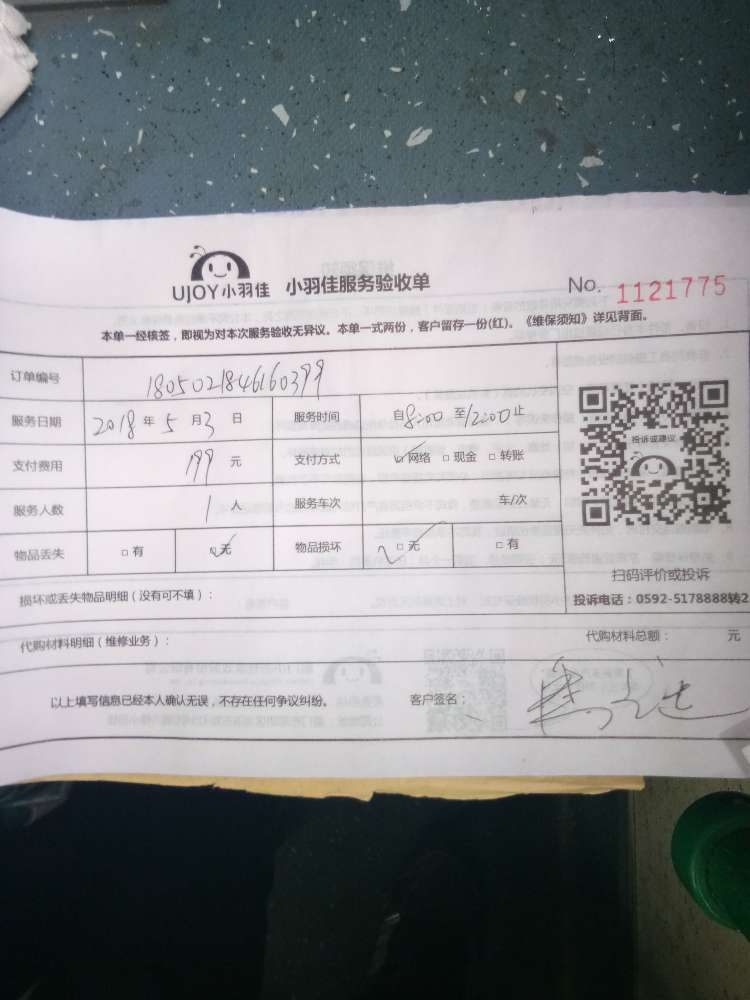 UJOY小羽佳 小羽佳服务验收单 No. 1121775
本单一经核签，即视为对本次服务验收无异议。本单一式两份，客户留存一份(红)。《维保须知》详见背面。
订单编号 1805021846160399
服务日期 2018 年 5 月 3 日 服务时间 自 8:00 至 12:00 止
支付费用 199 元 支付方式 □网络 □现金 □转账
服务人数 1 人 服务车次 车/次
物品丢失 □有 □无 物品损坏 □无 □有
投诉或建议
扫码评价或投诉
投诉电话：0592-5178888转2
损坏或丢失物品明细（没有可不填）：
代购材料明细（维修业务）： 代购材料总额： 元
以上填写信息已经本人确认无误，不存在任何争议纠纷。 客户签名：